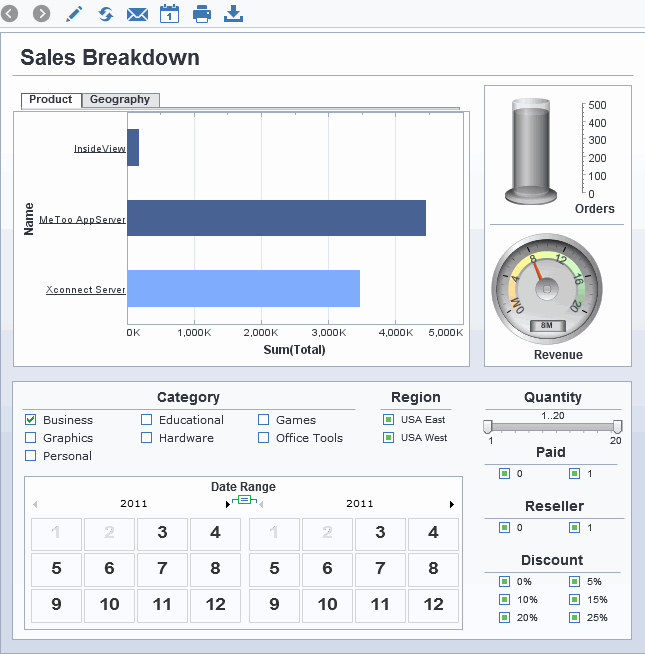 1
Sales Breakdown
Product Geography
InsideView
MeToo AppServer
Xconnect Server
Name
0K 1,000K 2,000K 3,000K 4,000K 5,000K
Sum(Total)
500
400
300
200
100
0
Orders
0M 4 8 12 16 20
8M
Revenue
Category
Business Educational Games
Graphics Hardware Office Tools
Personal
Region
USA East
USA West
Quantity
1..20
1 20
Paid
0 1
Reseller
0 1
Discount
0% 5%
10% 15%
20% 25%
Date Range
2011 2011
1 2 3 4 1 2 3 4
5 6 7 8 5 6 7 8
9 10 11 12 9 10 11 12